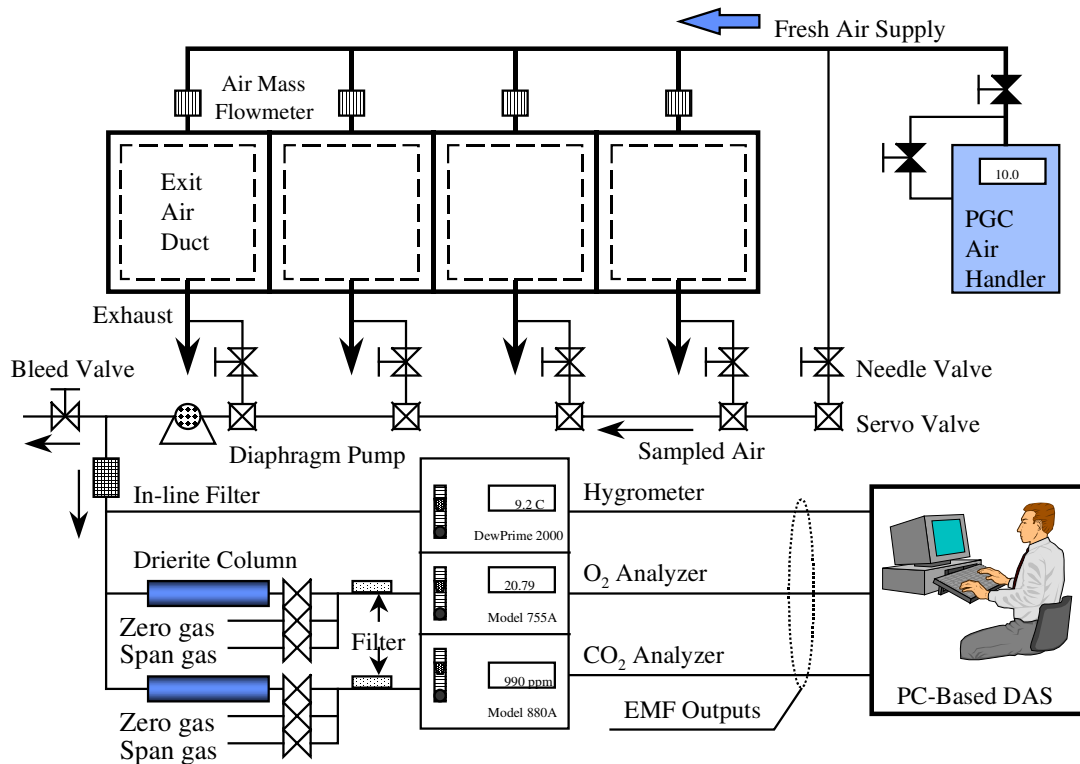 Fresh Air Supply
Air Mass
Flowmeter
Exit
Air
Duct
10.0
PGC
Air
Handler
Exhaust
Bleed Valve
Needle Valve
Servo Valve
Diaphragm Pump
Sampled Air
In-line Filter
9.2 C
DewPrime 2000
Hygrometer
Drierite Column
20.79
Model 755A
O₂ Analyzer
Zero gas
Span gas
Filter
990 ppm
Model 880A
CO₂ Analyzer
Zero gas
Span gas
EMF Outputs
PC-Based DAS